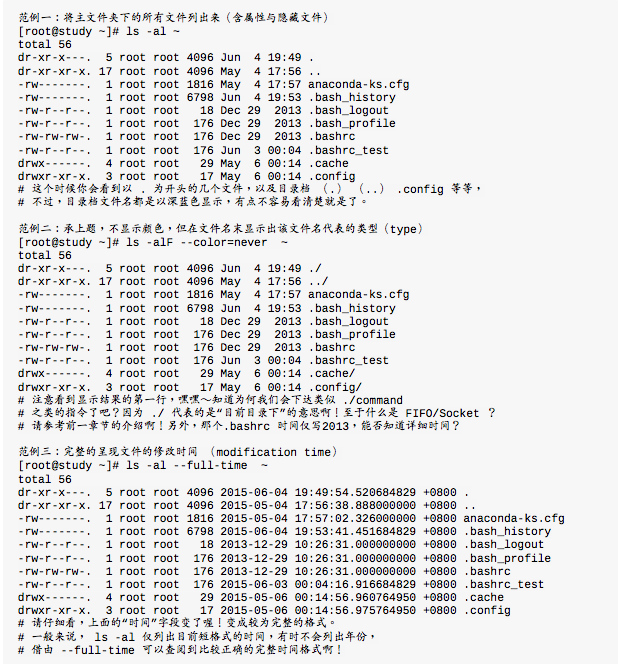 范例一：将主文件夹下的所有文件列出来（含属性与隐藏文件）
[root@study ~]# ls -al ~
total 56
dr-xr-x---.  5 root root 4096 Jun  4 19:49 .
dr-xr-xr-x. 17 root root 4096 May  4 17:56 ..
-rw-------.  1 root root 1816 May  4 17:57 anaconda-ks.cfg
-rw-------.  1 root root 6798 Jun  4 19:53 .bash_history
-rw-r--r--.  1 root root   18 Dec 29  2013 .bash_logout
-rw-r--r--.  1 root root  176 Dec 29  2013 .bash_profile
-rw-rw-rw-.  1 root root  176 Dec 29  2013 .bashrc
-rw-r--r--.  1 root root  176 Jun  3 00:04 .bashrc_test
drwx------.  4 root root   29 May  6 00:14 .cache
drwxr-xr-x.  3 root root   17 May  6 00:14 .config
# 这个时候你会看到以 . 为开头的几个文件，以及目录档 （.） （..） .config 等等，
# 不过，目录档文件名都是以深蓝色显示，有点不容易看清楚就是了。
范例二：承上题，不显示颜色，但在文件名末显示出该文件名代表的类型（type）
[root@study ~]# ls -alF --color=never  ~
total 56
dr-xr-x---.  5 root root 4096 Jun  4 19:49 ./
dr-xr-xr-x. 17 root root 4096 May  4 17:56 ../
-rw-------.  1 root root 1816 May  4 17:57 anaconda-ks.cfg
-rw-------.  1 root root 6798 Jun  4 19:53 .bash_history
-rw-r--r--.  1 root root   18 Dec 29  2013 .bash_logout
-rw-r--r--.  1 root root  176 Dec 29  2013 .bash_profile
-rw-rw-rw-.  1 root root  176 Dec 29  2013 .bashrc
-rw-r--r--.  1 root root  176 Jun  3 00:04 .bashrc_test
drwx------.  4 root root   29 May  6 00:14 .cache/
drwxr-xr-x.  3 root root   17 May  6 00:14 .config/
# 注意看到显示结果的第一行，嘿嘿～知道为何我们会下达类似 ./command
# 之类的指令了吧？因为 ./ 代表的是“目前目录下”的意思啊！至于什么是 FIFO/Socket ？
# 请参考前一章节的介绍啊！另外，那个.bashrc 时间仅写2013，能否知道详细时间？
范例三：完整的呈现文件的修改时间 （modification time）
[root@study ~]# ls -al --full-time  ~
total 56
dr-xr-x---.  5 root root 4096 2015-06-04 19:49:54.520684829 +0800 .
dr-xr-xr-x. 17 root root 4096 2015-05-04 17:56:38.888000000 +0800 ..
-rw-------.  1 root root 1816 2015-05-04 17:57:02.326000000 +0800 anaconda-ks.cfg
-rw-------.  1 root root 6798 2015-06-04 19:53:41.451684829 +0800 .bash_history
-rw-r--r--.  1 root root   18 2013-12-29 10:26:31.000000000 +0800 .bash_logout
-rw-r--r--.  1 root root  176 2013-12-29 10:26:31.000000000 +0800 .bash_profile
-rw-rw-rw-.  1 root root  176 2013-12-29 10:26:31.000000000 +0800 .bashrc
-rw-r--r--.  1 root root  176 2015-06-03 00:04:16.916684829 +0800 .bashrc_test
drwx------.  4 root root   29 2015-05-06 00:14:56.960764950 +0800 .cache
drwxr-xr-x.  3 root root   17 2015-05-06 00:14:56.975764950 +0800 .config
# 请仔细看，上面的“时间”字段变了喔！变成较为完整的格式。
# 一般来说， ls -al 仅列出目前短格式的时间，有时不会列出年份，
# 借由 --full-time 可以查阅到比较正确的完整时间格式啊！